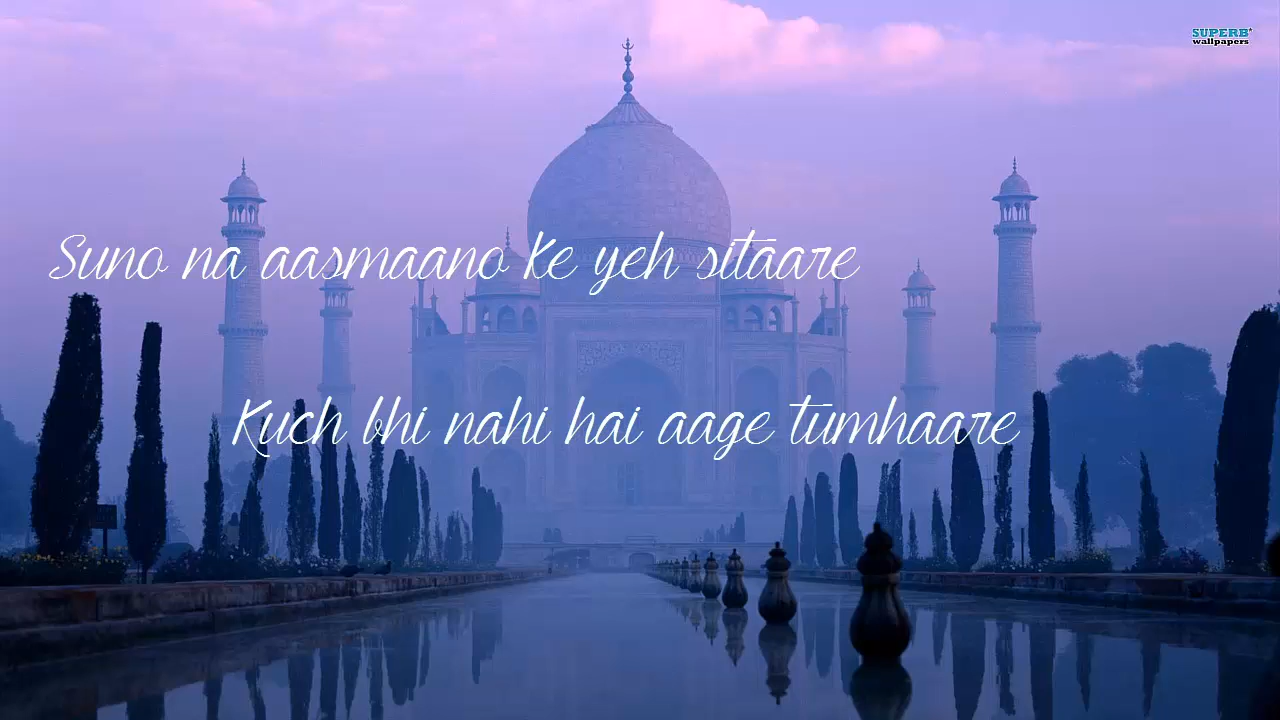 SUPERB
wallpapers
Suno na aasmaano ke yeh sitaare
Kuch bhi nahi hai aage tumhaare